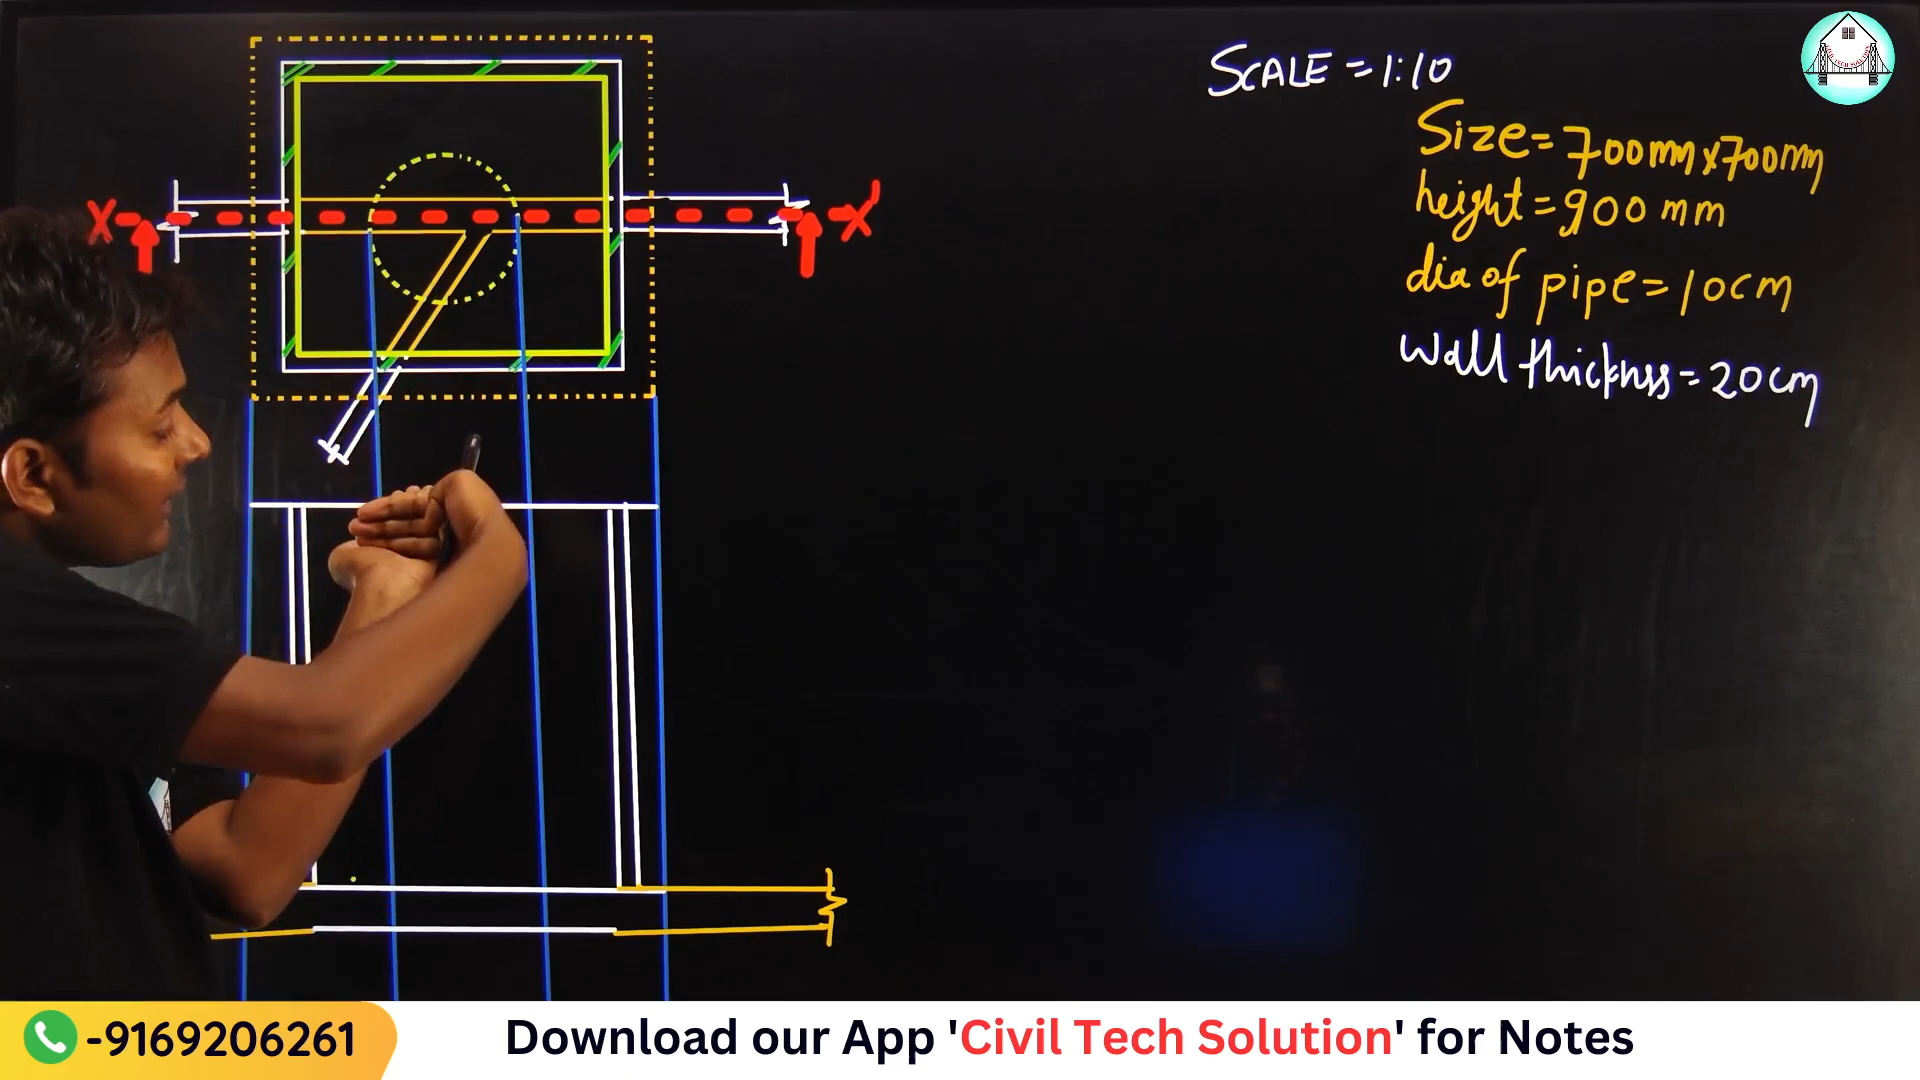 SCALE = 1:10
Size = 700mm x 700mm
height = 900 mm
dia of pipe = 10cm
wall thickness = 20cm
X
X'
-9169206261
Download our App 'Civil Tech Solution' for Notes